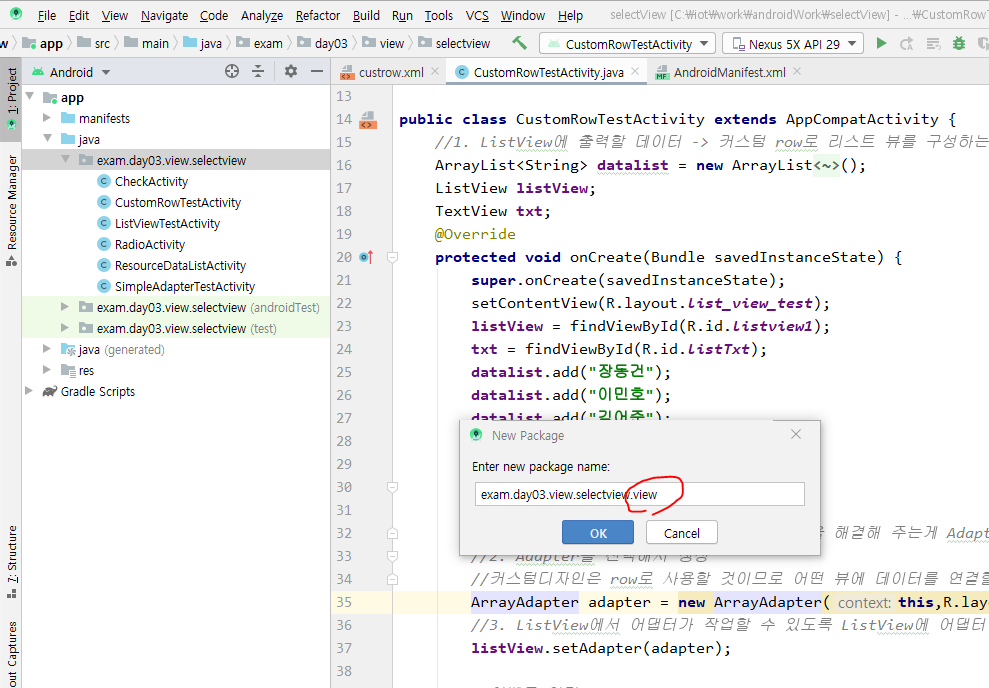 File Edit View Navigate Code Analyze Refactor Build Run Tools VCS Window Help selectView [C:₩iot₩work₩androidWork₩selectView] - ...₩CustomRowT
app src main java exam day03 view selectview CustomRowTestActivity Nexus 5X API 29
1: Project
Resource Manager
7: Structure
out Captures
Android
app
manifests
java
exam.day03.view.selectview
CheckActivity
CustomRowTestActivity
ListViewTestActivity
RadioActivity
ResourceDataListActivity
SimpleAdapterTestActivity
exam.day03.view.selectview (androidTest)
exam.day03.view.selectview (test)
java (generated)
res
Gradle Scripts
custrow.xml CustomRowTestActivity.java AndroidManifest.xml
13
14 public class CustomRowTestActivity extends AppCompatActivity {
15 //1. ListView에 출력할 데이터 -> 커스텀 row로 리스트 뷰를 구성하는
16 ArrayList<String> datalist = new ArrayList<~>();
17 ListView listView;
18 TextView txt;
19 @Override
20 protected void onCreate(Bundle savedInstanceState) {
21 super.onCreate(savedInstanceState);
22 setContentView(R.layout.list_view_test);
23 listView = findViewById(R.id.listview1);
24 txt = findViewById(R.id.listTxt);
25 datalist.add("장동건");
26 datalist.add("이민호");
27 datalist.add("김어준");
28
29
30
31
32 해결해 주는게 Adapt
33 //2. Adapter를 선택해서 생성
34 //커스텀디자인은 row로 사용할 것이므로 어떤 뷰에 데이터를 연결할
35 ArrayAdapter adapter = new ArrayAdapter( context: this,R.layo
36 //3. ListView에서 어댑터가 작업할 수 있도록 ListView에 어댑터
37 listView.setAdapter(adapter);
38
New Package
Enter new package name:
exam.day03.view.selectview.view
OK Cancel